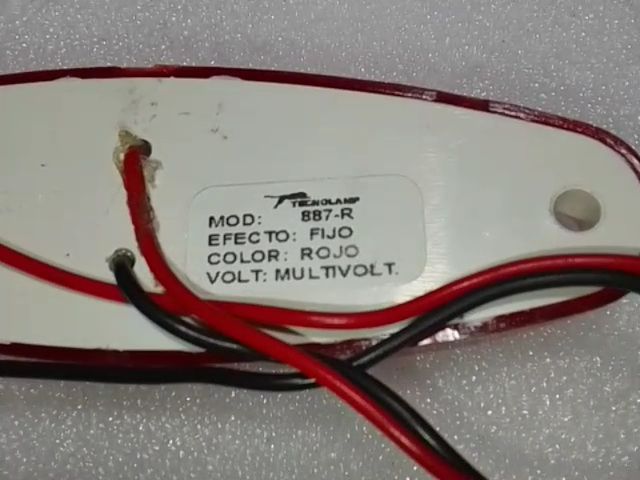 TECNOLAMP
MOD: 887-R
EFECTO: FIJO
COLOR: ROJO
VOLT: MULTIVOLT.